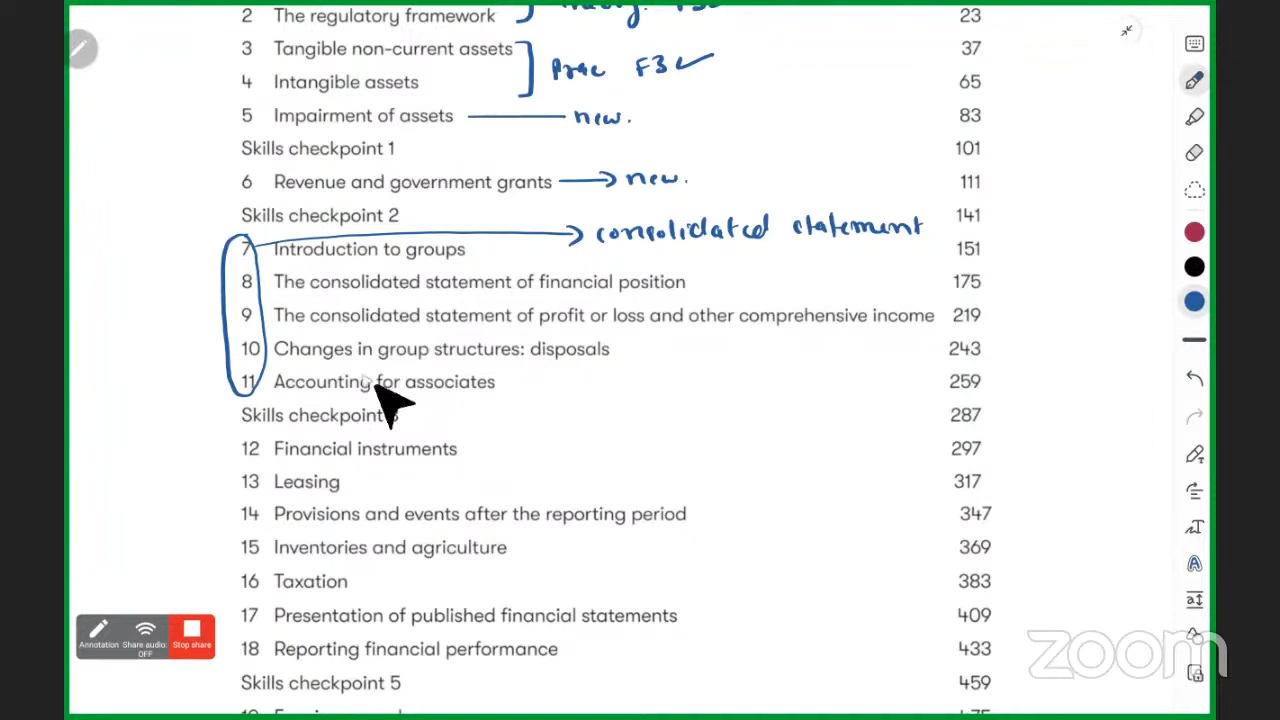 2 The regulatory framework 23
3 Tangible non-current assets 37
Prac F3
4 Intangible assets 65
5 Impairment of assets new. 83
Skills checkpoint 1 101
6 Revenue and government grants new. 111
Skills checkpoint 2 141
consolidated statement
7 Introduction to groups 151
8 The consolidated statement of financial position 175
9 The consolidated statement of profit or loss and other comprehensive income 219
10 Changes in group structures: disposals 243
11 Accounting for associates 259
Skills checkpoint 287
12 Financial instruments 297
13 Leasing 317
14 Provisions and events after the reporting period 347
15 Inventories and agriculture 369
16 Taxation 383
17 Presentation of published financial statements 409
18 Reporting financial performance 433
Skills checkpoint 5 459
Annotation Share audio: OFF Stop share
zoom